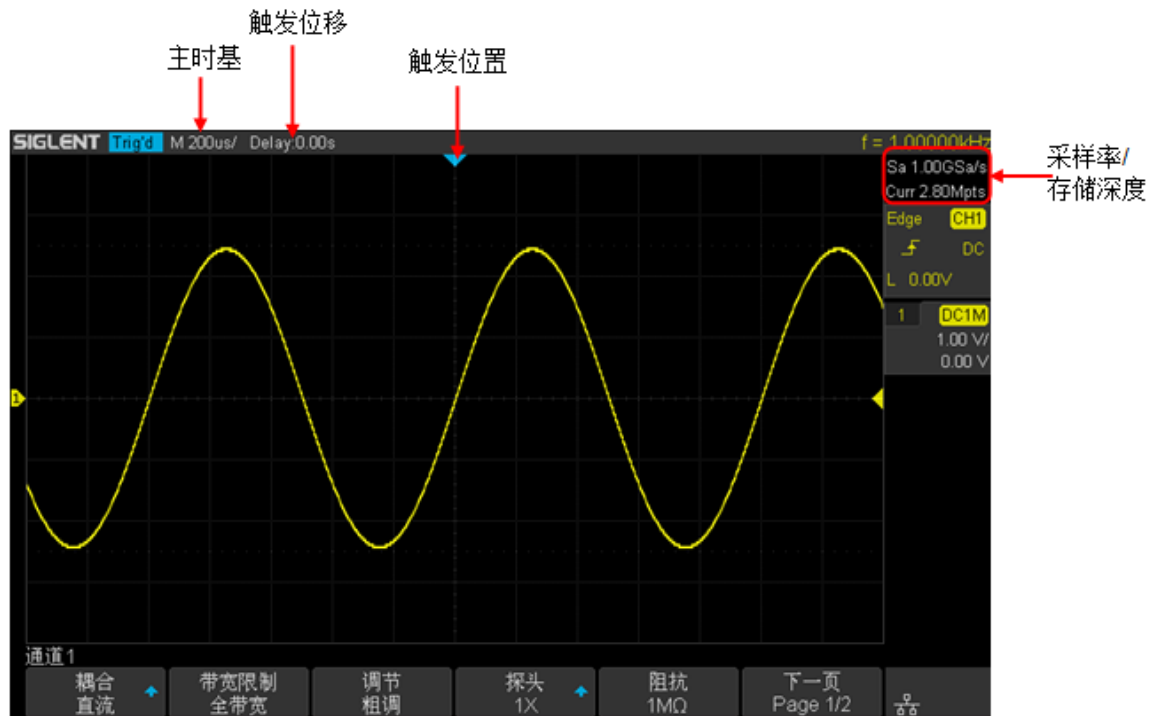 触发位移
主时基
触发位置
SIGLENT Trig'd M 200us/ Delay:0.00s f = 1.00000kHz
Sa 1.00GSa/s
Curr 2.80Mpts
采样率/
存储深度
Edge CH1
DC
L 0.00V
1 DC1M
1.00 V/
0.00 V
1
通道1
耦合 带宽限制 调节 探头 阻抗 下一页
直流 全带宽 粗调 1X 1MΩ Page 1/2